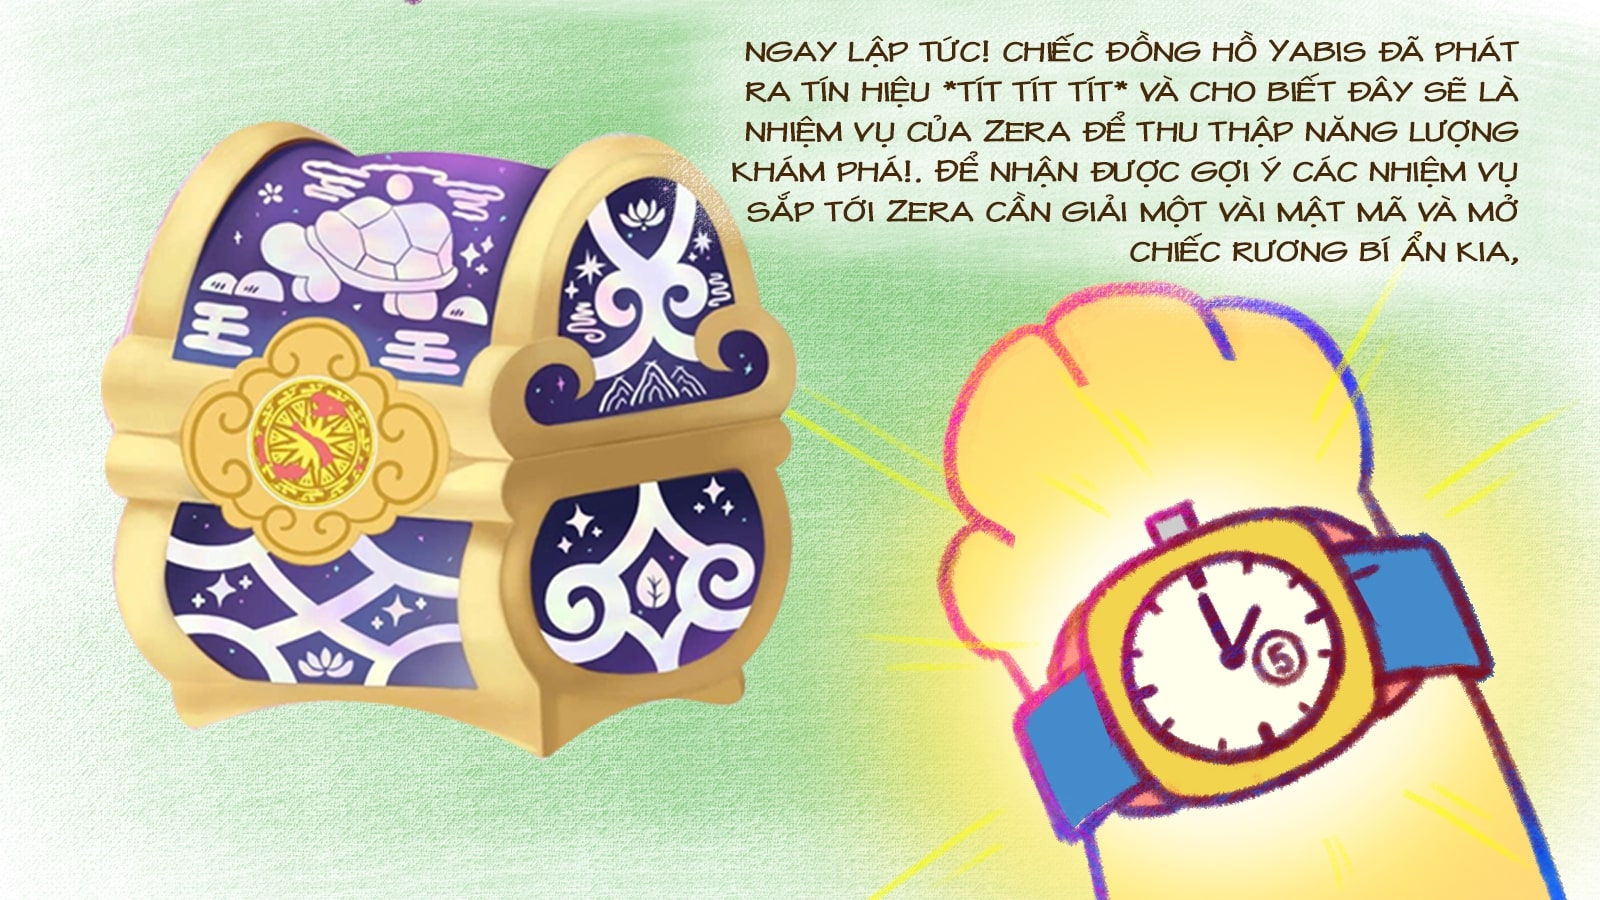 NGAY LẬP TỨC! CHIẾC ĐỒNG HỒ YABIS ĐÃ PHÁT
RA TÍN HIỆU *TÍT TÍT TÍT* VÀ CHO BIẾT ĐÂY SẼ LÀ
NHIỆM VỤ CỦA ZERA ĐỂ THU THẬP NĂNG LƯỢNG
KHÁM PHÁ!. ĐỂ NHẬN ĐƯỢC GỢI Ý CÁC NHIỆM VỤ
SẮP TỚI ZERA CẦN GIẢI MỘT VÀI MẬT MÃ VÀ MỞ
CHIẾC RƯƠNG BÍ ẨN KIA,
5